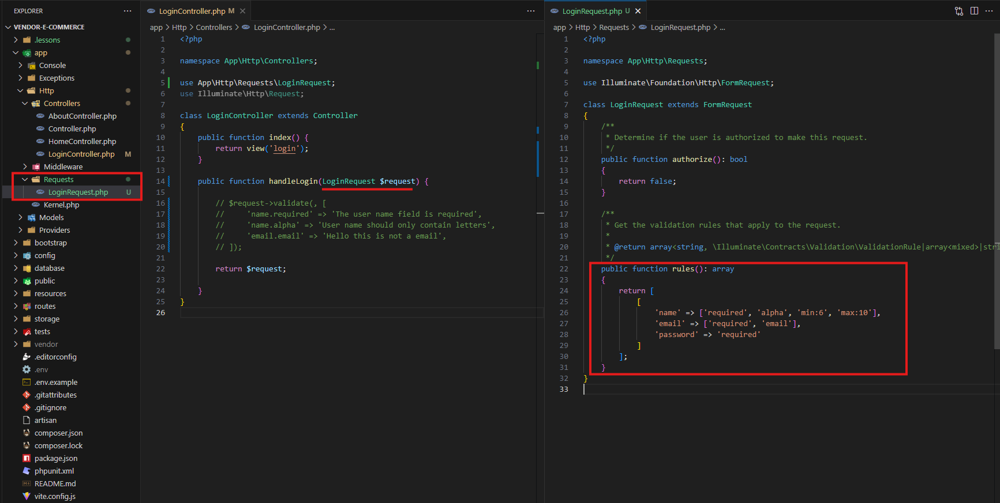 EXPLORER
VENDOR-E-COMMERCE
.lessons
app
Console
Exceptions
Http
Controllers
AboutController.php
Controller.php
HomeController.php
LoginController.php M
Middleware
Requests
LoginRequest.php U
Kernel.php
Models
Providers
bootstrap
config
database
public
resources
routes
storage
tests
vendor
.editorconfig
.env
.env.example
.gitattributes
.gitignore
artisan
composer.json
composer.lock
package.json
phpunit.xml
README.md
vite.config.js
LoginController.php M
app > Http > Controllers > LoginController.php > ...
1 <?php
2
3 namespace App\Http\Controllers;
4
5 use App\Http\Requests\LoginRequest;
6 use Illuminate\Http\Request;
7
8 class LoginController extends Controller
9 {
10     public function index() {
11         return view('login');
12     }
13
14     public function handleLogin(LoginRequest $request) {
15
16         // $request->validate(, [
17         //     'name.required' => 'The user name field is required',
18         //     'name.alpha' => 'User name should only contain letters',
19         //     'email.email' => 'Hello this is not a email',
20         // ]);
21
22         return $request;
23
24     }
25 }
26
LoginRequest.php U
app > Http > Requests > LoginRequest.php > ...
1 <?php
2
3 namespace App\Http\Requests;
4
5 use Illuminate\Foundation\Http\FormRequest;
6
7 class LoginRequest extends FormRequest
8 {
9     /**
10      * Determine if the user is authorized to make this request.
11      */
12     public function authorize(): bool
13     {
14         return false;
15     }
16
17     /**
18      * Get the validation rules that apply to the request.
19      *
20      * @return array<string, \Illuminate\Contracts\Validation\ValidationRule|array<mixed>|stri
21      */
22     public function rules(): array
23     {
24         return [
25             [
26                 'name' => ['required', 'alpha', 'min:6', 'max:10'],
27                 'email' => ['required', 'email'],
28                 'password' => 'required'
29             ]
30         ];
31     }
32 }
33